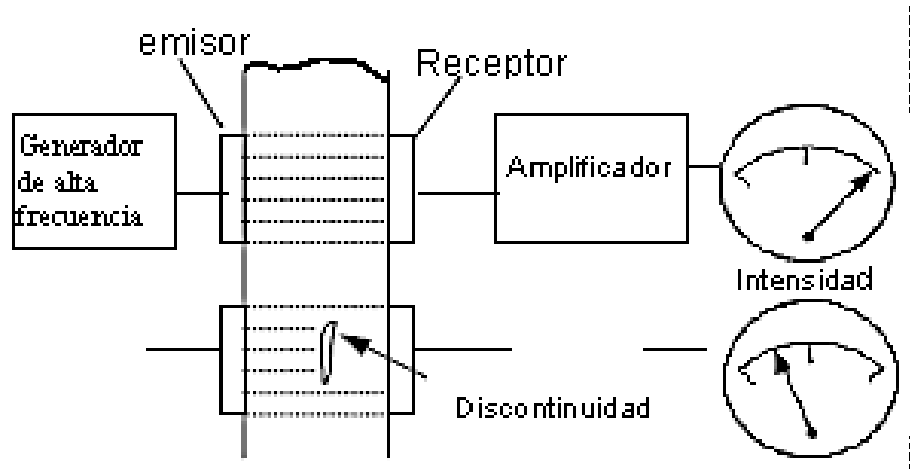 emisor
Receptor
Generador
de alta
frecuencia
Amplificador
Intensidad
Discontinuidad